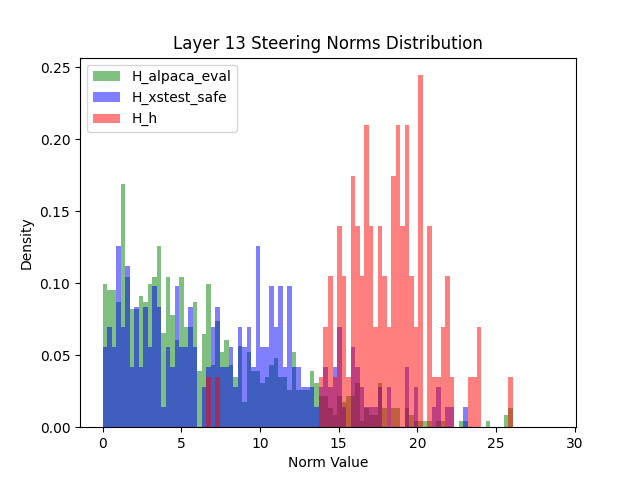 Layer 13 Steering Norms Distribution
H_alpaca_eval
H_xstest_safe
H_h
0.25
0.20
0.15
0.10
0.05
0.00
Density
0 5 10 15 20 25 30
Norm Value